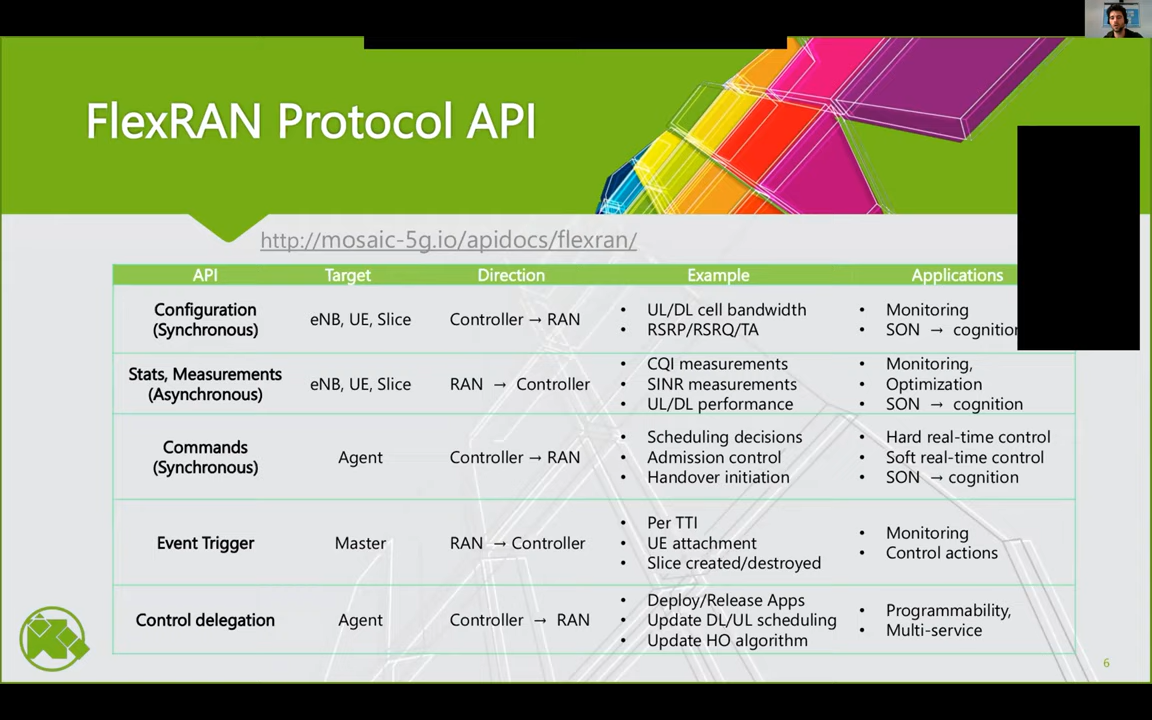 FlexRAN Protocol API
http://mosaic-5g.io/apidocs/flexran/
API Target Direction Example Applications
Configuration
(Synchronous)
eNB, UE, Slice
Controller → RAN
• UL/DL cell bandwidth
• RSRP/RSRQ/TA
• Monitoring
• SON → cognition
Stats, Measurements
(Asynchronous)
eNB, UE, Slice
RAN → Controller
• CQI measurements
• SINR measurements
• UL/DL performance
• Monitoring,
• Optimization
• SON → cognition
Commands
(Synchronous)
Agent
Controller → RAN
• Scheduling decisions
• Admission control
• Handover initiation
• Hard real-time control
• Soft real-time control
• SON → cognition
Event Trigger
Master
RAN → Controller
• Per TTI
• UE attachment
• Slice created/destroyed
• Monitoring
• Control actions
Control delegation
Agent
Controller → RAN
• Deploy/Release Apps
• Update DL/UL scheduling
• Update HO algorithm
• Programmability,
• Multi-service
6